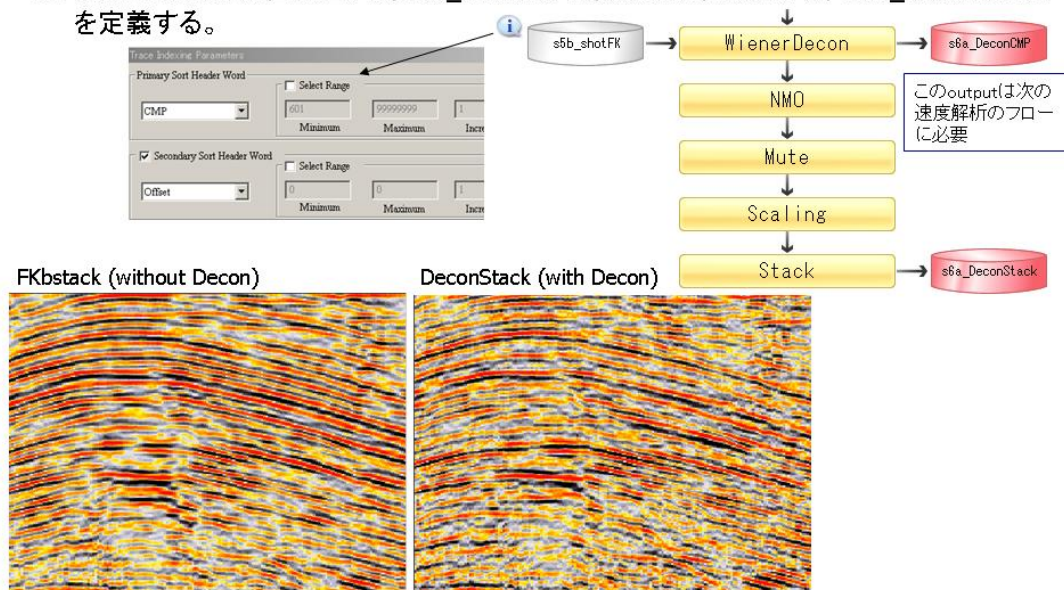 を定義する。
Trace Indexing Parameters
Primary Sort Header Word
Select Range
CMP
601
99999999
1
Minimum
Maximum
Secondary Sort Header Word
Select Range
Offset
0
0
1
Minimum
Maximum
i
s5b_shotFK
WienerDecon
s6a_DeconCMP
NMO
このoutputは次の
速度解析のフロー
に必要
Mute
Scaling
Stack
s6a_DeconStack
FKbstack (without Decon)
DeconStack (with Decon)